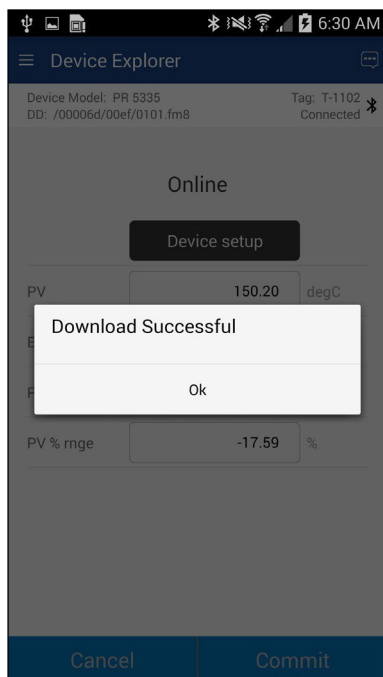 6:30 AM
Device Explorer
Device Model: PR 5335
Tag: T-1102
DD: /00006d/00ef/0101.fm8
Connected
Online
Device setup
PV
150.20
degC
Download Successful
Ok
PV % rnge
-17.59
%
Cancel
Commit